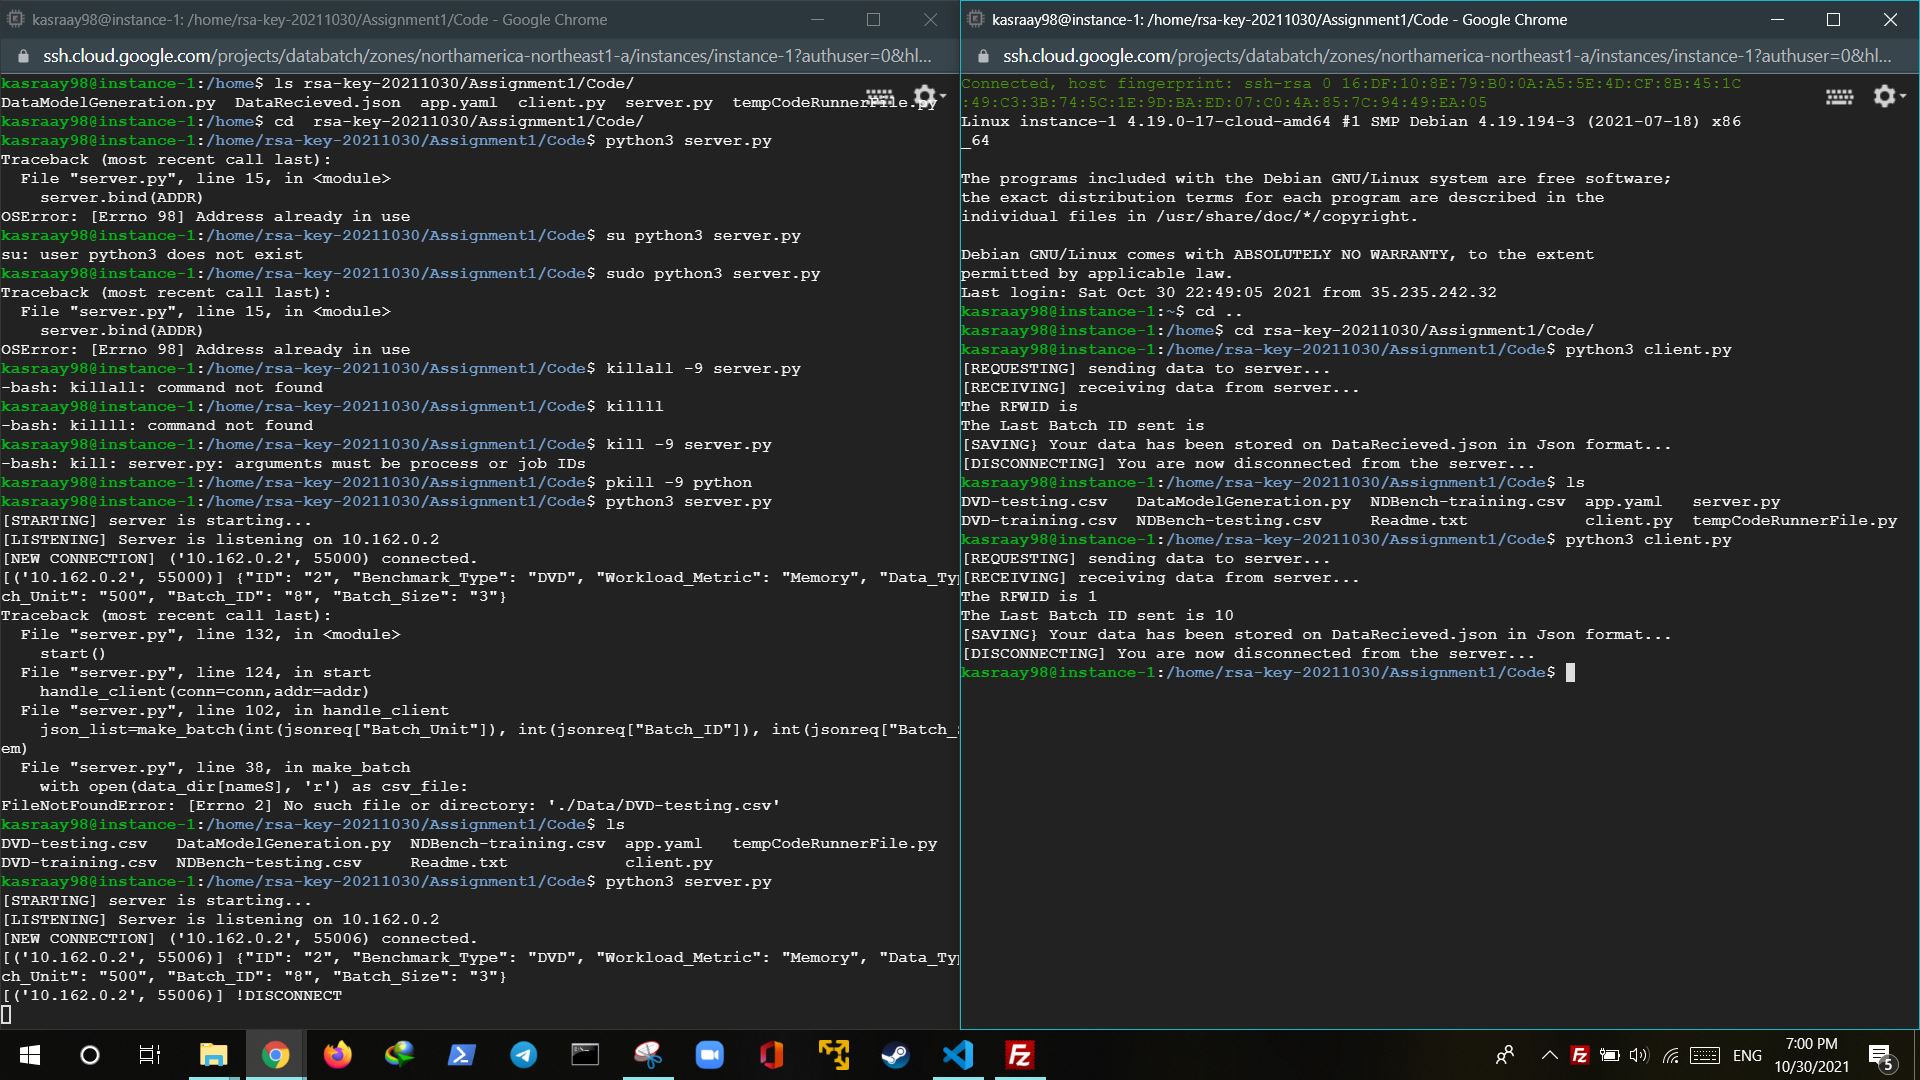 kasraay98@instance-1: /home/rsa-key-20211030/Assignment1/Code - Google Chrome
ssh.cloud.google.com/projects/databatch/zones/northamerica-northeast1-a/instances/instance-1?authuser=0&hl...
kasraay98@instance-1:/home$ ls rsa-key-20211030/Assignment1/Code/
DataModelGeneration.py DataRecieved.json app.yaml client.py server.py tempCodeRunnerFile.py
kasraay98@instance-1:/home$ cd  rsa-key-20211030/Assignment1/Code/
kasraay98@instance-1:/home/rsa-key-20211030/Assignment1/Code$ python3 server.py
Traceback (most recent call last):
  File "server.py", line 15, in <module>
    server.bind(ADDR)
OSError: [Errno 98] Address already in use
kasraay98@instance-1:/home/rsa-key-20211030/Assignment1/Code$ su python3 server.py
su: user python3 does not exist
kasraay98@instance-1:/home/rsa-key-20211030/Assignment1/Code$ sudo python3 server.py
Traceback (most recent call last):
  File "server.py", line 15, in <module>
    server.bind(ADDR)
OSError: [Errno 98] Address already in use
kasraay98@instance-1:/home/rsa-key-20211030/Assignment1/Code$ killall -9 server.py
-bash: killall: command not found
kasraay98@instance-1:/home/rsa-key-20211030/Assignment1/Code$ killll
-bash: killll: command not found
kasraay98@instance-1:/home/rsa-key-20211030/Assignment1/Code$ kill -9 server.py
-bash: kill: server.py: arguments must be process or job IDs
kasraay98@instance-1:/home/rsa-key-20211030/Assignment1/Code$ pkill -9 python
kasraay98@instance-1:/home/rsa-key-20211030/Assignment1/Code$ python3 server.py
[STARTING] server is starting...
[LISTENING] Server is listening on 10.162.0.2
[NEW CONNECTION] ('10.162.0.2', 55000) connected.
[('10.162.0.2', 55000)] {"ID": "2", "Benchmark_Type": "DVD", "Workload_Metric": "Memory", "Data_Typ
ch_Unit": "500", "Batch_ID": "8", "Batch_Size": "3"}
Traceback (most recent call last):
  File "server.py", line 132, in <module>
    start()
  File "server.py", line 124, in start
    handle_client(conn=conn,addr=addr)
  File "server.py", line 102, in handle_client
    json_list=make_batch(int(jsonreq["Batch_Unit"]), int(jsonreq["Batch_ID"]), int(jsonreq["Batch_
em)
  File "server.py", line 38, in make_batch
    with open(data_dir[nameS], 'r') as csv_file:
FileNotFoundError: [Errno 2] No such file or directory: './Data/DVD-testing.csv'
kasraay98@instance-1:/home/rsa-key-20211030/Assignment1/Code$ ls
DVD-testing.csv DataModelGeneration.py NDBench-training.csv app.yaml tempCodeRunnerFile.py
DVD-training.csv NDBench-testing.csv Readme.txt client.py
kasraay98@instance-1:/home/rsa-key-20211030/Assignment1/Code$ python3 server.py
[STARTING] server is starting...
[LISTENING] Server is listening on 10.162.0.2
[NEW CONNECTION] ('10.162.0.2', 55006) connected.
[('10.162.0.2', 55006)] {"ID": "2", "Benchmark_Type": "DVD", "Workload_Metric": "Memory", "Data_Typ
ch_Unit": "500", "Batch_ID": "8", "Batch_Size": "3"}
[('10.162.0.2', 55006)] !DISCONNECT
kasraay98@instance-1: /home/rsa-key-20211030/Assignment1/Code - Google Chrome
ssh.cloud.google.com/projects/databatch/zones/northamerica-northeast1-a/instances/instance-1?authuser=0&hl...
Connected, host fingerprint: ssh-rsa 0 16:DF:10:8E:79:B0:0A:A5:5E:4D:CF:8B:45:1C
:49:C3:3B:74:5C:1E:9D:BA:ED:07:C0:4A:85:7C:94:49:EA:05
Linux instance-1 4.19.0-17-cloud-amd64 #1 SMP Debian 4.19.194-3 (2021-07-18) x86
_64
The programs included with the Debian GNU/Linux system are free software;
the exact distribution terms for each program are described in the
individual files in /usr/share/doc/*/copyright.
Debian GNU/Linux comes with ABSOLUTELY NO WARRANTY, to the extent
permitted by applicable law.
Last login: Sat Oct 30 22:49:05 2021 from 35.235.242.32
kasraay98@instance-1:~$ cd ..
kasraay98@instance-1:/home$ cd rsa-key-20211030/Assignment1/Code/
kasraay98@instance-1:/home/rsa-key-20211030/Assignment1/Code$ python3 client.py
[REQUESTING] sending data to server...
[RECEIVING] receiving data from server...
The RFWID is
The Last Batch ID sent is
[SAVING} Your data has been stored on DataRecieved.json in Json format...
[DISCONNECTING] You are now disconnected from the server...
kasraay98@instance-1:/home/rsa-key-20211030/Assignment1/Code$ ls
DVD-testing.csv DataModelGeneration.py NDBench-training.csv app.yaml server.py
DVD-training.csv NDBench-testing.csv Readme.txt client.py tempCodeRunnerFile.py
kasraay98@instance-1:/home/rsa-key-20211030/Assignment1/Code$ python3 client.py
[REQUESTING] sending data to server...
[RECEIVING] receiving data from server...
The RFWID is 1
The Last Batch ID sent is 10
[SAVING} Your data has been stored on DataRecieved.json in Json format...
[DISCONNECTING] You are now disconnected from the server...
kasraay98@instance-1:/home/rsa-key-20211030/Assignment1/Code$
ENG
7:00 PM
10/30/2021
5